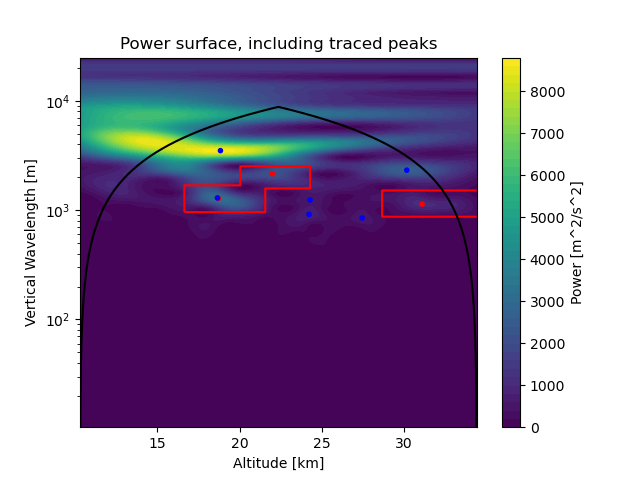 Power surface, including traced peaks
Vertical Wavelength [m]
10^4
10^3
10^2
15 20 25 30
Altitude [km]
8000
7000
6000
5000
4000
3000
2000
1000
0
Power [m^2/s^2]